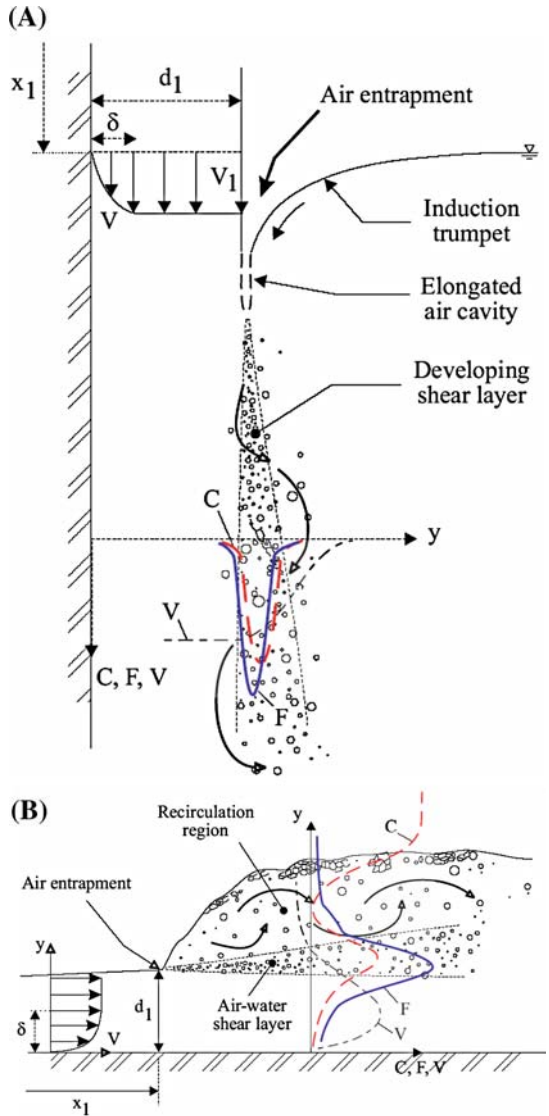 (A)
x1
d1
δ
Air entrapment
V1
V
Induction
trumpet
Elongated
air cavity
Developing
shear layer
C
y
V
C, F, V
F
(B)
Recirculation
region
y
C
Air entrapment
y
d1
δ
V
Air-water
shear layer
F
V
x1
C, F, V